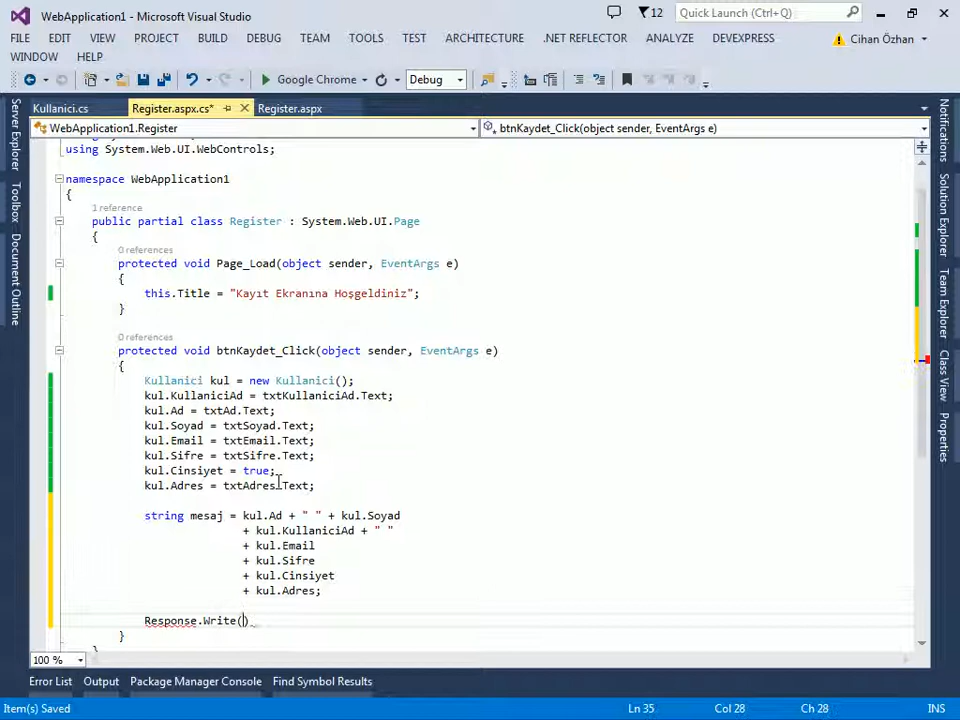 WebApplication1 - Microsoft Visual Studio
12
Quick Launch (Ctrl+Q)
FILE EDIT VIEW PROJECT BUILD DEBUG TEAM TOOLS TEST ARCHITECTURE .NET REFLECTOR ANALYZE DEVEXPRESS
Cihan Özhan
WINDOW HELP
Google Chrome
Debug
Kullanici.cs
Register.aspx.cs*
Register.aspx
WebApplication1.Register
btnKaydet_Click(object sender, EventArgs e)
Server Explorer
Toolbox
Document Outline
using System.Web.UI.WebControls;
namespace WebApplication1
{
1 reference
public partial class Register : System.Web.UI.Page
{
0 references
protected void Page_Load(object sender, EventArgs e)
{
this.Title = "Kayıt Ekranına Hoşgeldiniz";
}
0 references
protected void btnKaydet_Click(object sender, EventArgs e)
{
Kullanici kul = new Kullanici();
kul.KullaniciAd = txtKullaniciAd.Text;
kul.Ad = txtAd.Text;
kul.Soyad = txtSoyad.Text;
kul.Email = txtEmail.Text;
kul.Sifre = txtSifre.Text;
kul.Cinsiyet = true;
kul.Adres = txtAdres.Text;
string mesaj = kul.Ad + " " + kul.Soyad
+ kul.KullaniciAd + " "
+ kul.Email
+ kul.Sifre
+ kul.Cinsiyet
+ kul.Adres;
Response.Write()
}
Notifications
Solution Explorer
Team Explorer
Class View
Properties
100 %
Error List Output Package Manager Console Find Symbol Results
Item(s) Saved
Ln 35
Col 28
Ch 28
INS